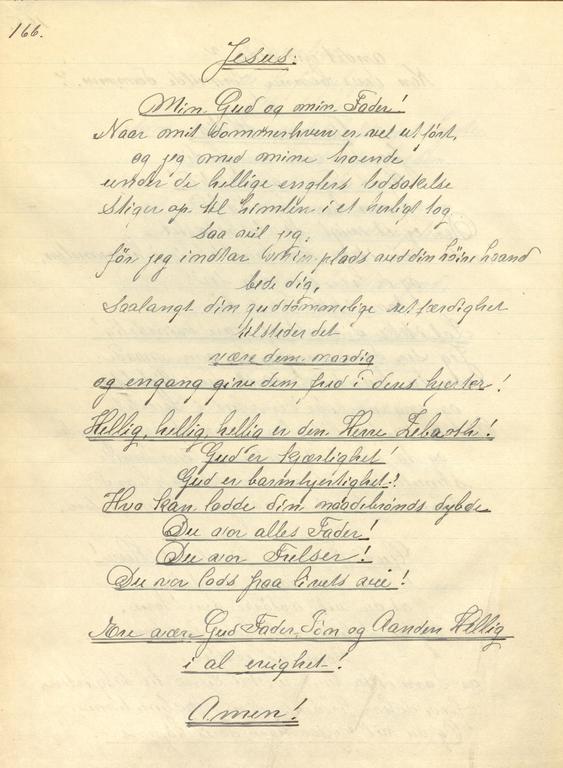 166.
Jesus:
Min Gud og min Fader!
Naar mit dommerhverv er vel utført,
og jeg med mine troende
under de hellige englers ledsakelse
stiger op til himlen i et herligt tog
saa vil jeg,
før jeg indtar min plads ved din höire haand
bede dig,
saalangt din guddommelige retfærdighet
tilsteder det
være dem naadig
og engang give dem fred i deres hjerter!
Hellig, hellig, hellig er den Herre Zebaoth!
Gud er kjærlighet!
Gud er barmhjertighet!
Hvo kan lodde din naadebrønds dybde
Du vor alles Fader!
Du vor Frelser!
Du vor lods paa livets vei!
Ære være Gud Fader, Søn og Aanden Hellig
i al evighet!
Amen!